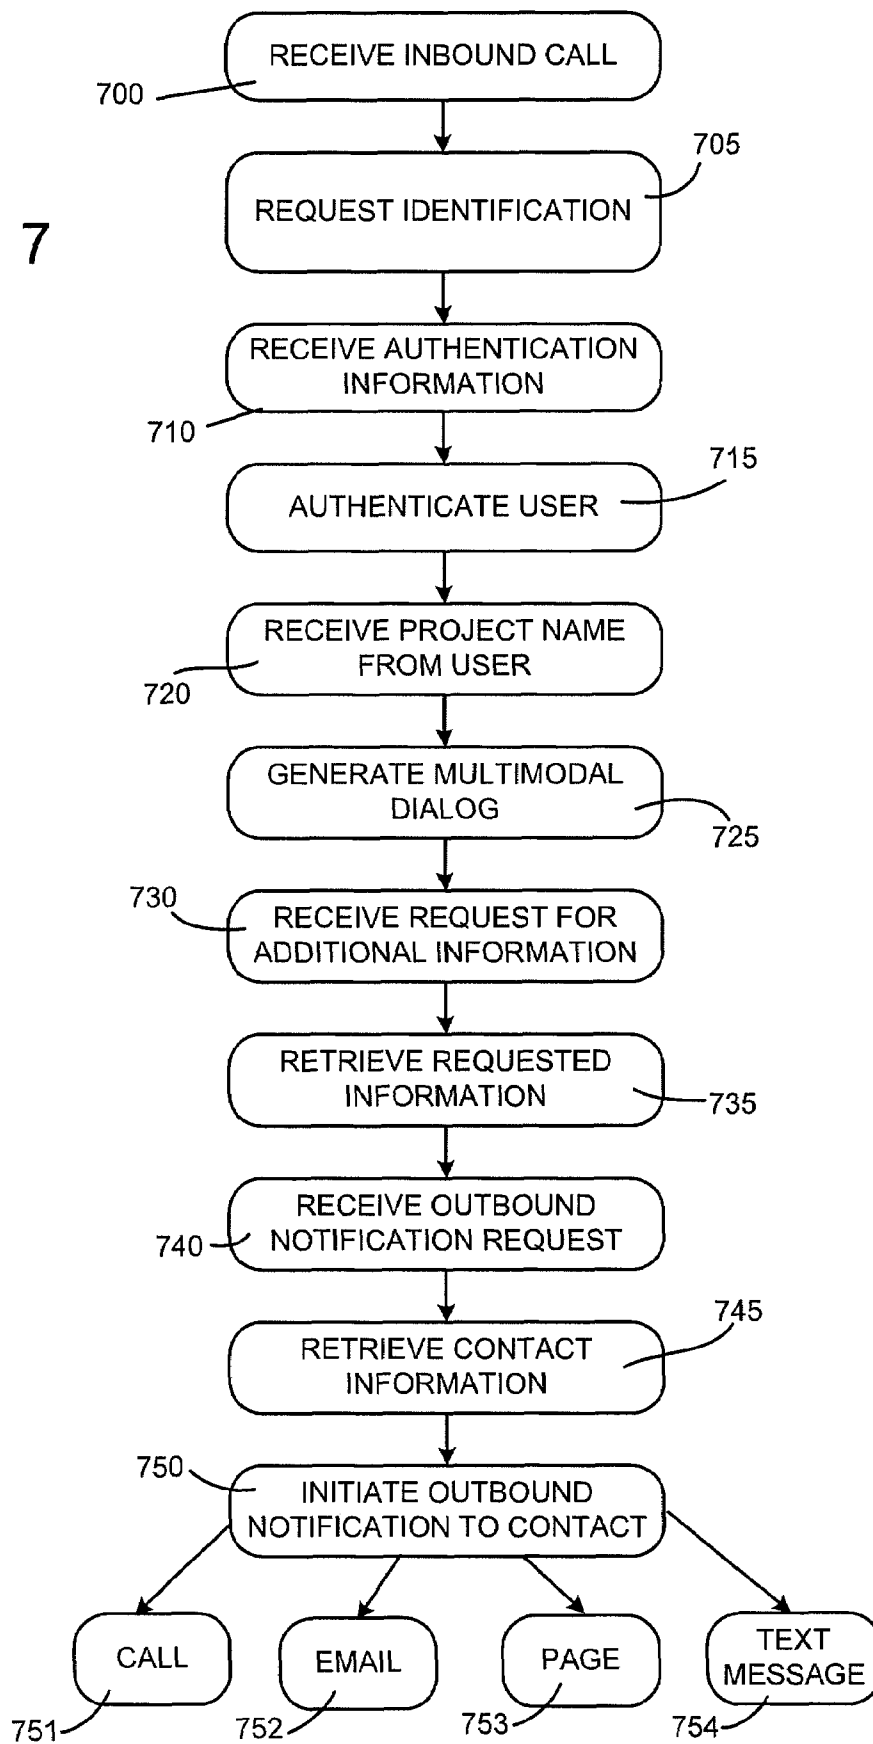 RECEIVE INBOUND CALL
700
705
REQUEST IDENTIFICATION
7
RECEIVE AUTHENTICATION
INFORMATION
710
715
AUTHENTICATE USER
RECEIVE PROJECT NAME
FROM USER
720
GENERATE MULTIMODAL
DIALOG
725
730
RECEIVE REQUEST FOR
ADDITIONAL INFORMATION
RETRIEVE REQUESTED
INFORMATION
735
RECEIVE OUTBOUND
NOTIFICATION REQUEST
740
745
RETRIEVE CONTACT
INFORMATION
750
INITIATE OUTBOUND
NOTIFICATION TO CONTACT
CALL
EMAIL
PAGE
TEXT
MESSAGE
751
752
753
754